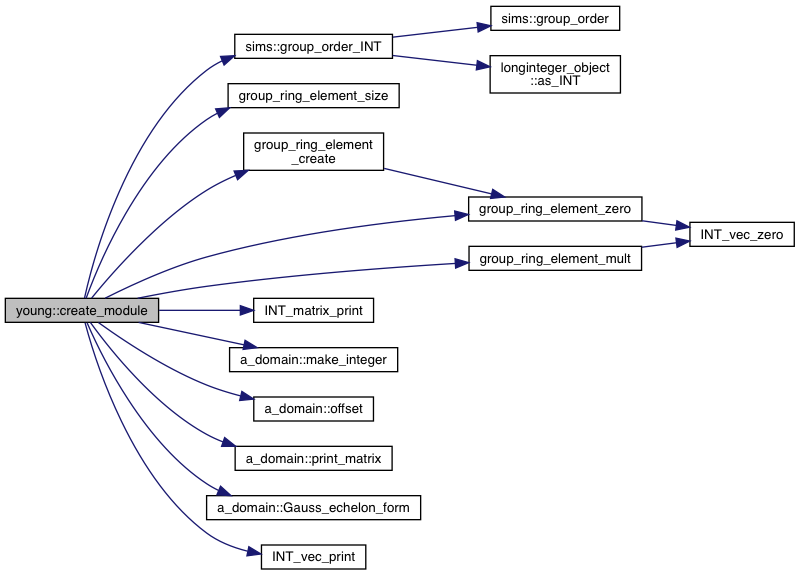 sims::group_order
sims::group_order_INT
longinteger_object
::as_INT
group_ring_element_size
group_ring_element
_create
group_ring_element_zero
INT_vec_zero
group_ring_element_mult
young::create_module
INT_matrix_print
a_domain::make_integer
a_domain::offset
a_domain::print_matrix
a_domain::Gauss_echelon_form
INT_vec_print